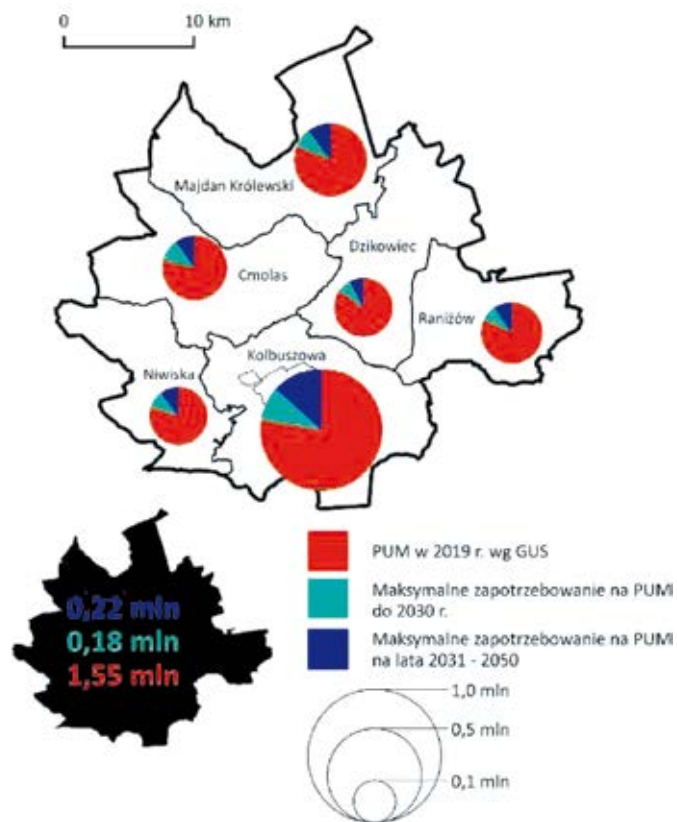 0
10 km
Majdan Królewski
Dzikowiec
Cmolas
Raniżów
Kolbuszowa
Niwiska
PUM w 2019 r. wg GUS
Maksymalne zapotrzebowanie na PUM
do 2030 r.
Maksymalne zapotrzebowanie na PUM
na lata 2031 - 2050
0,22 mln
0,18 mln
1,55 mln
1,0 mln
0,5 mln
0,1 mln